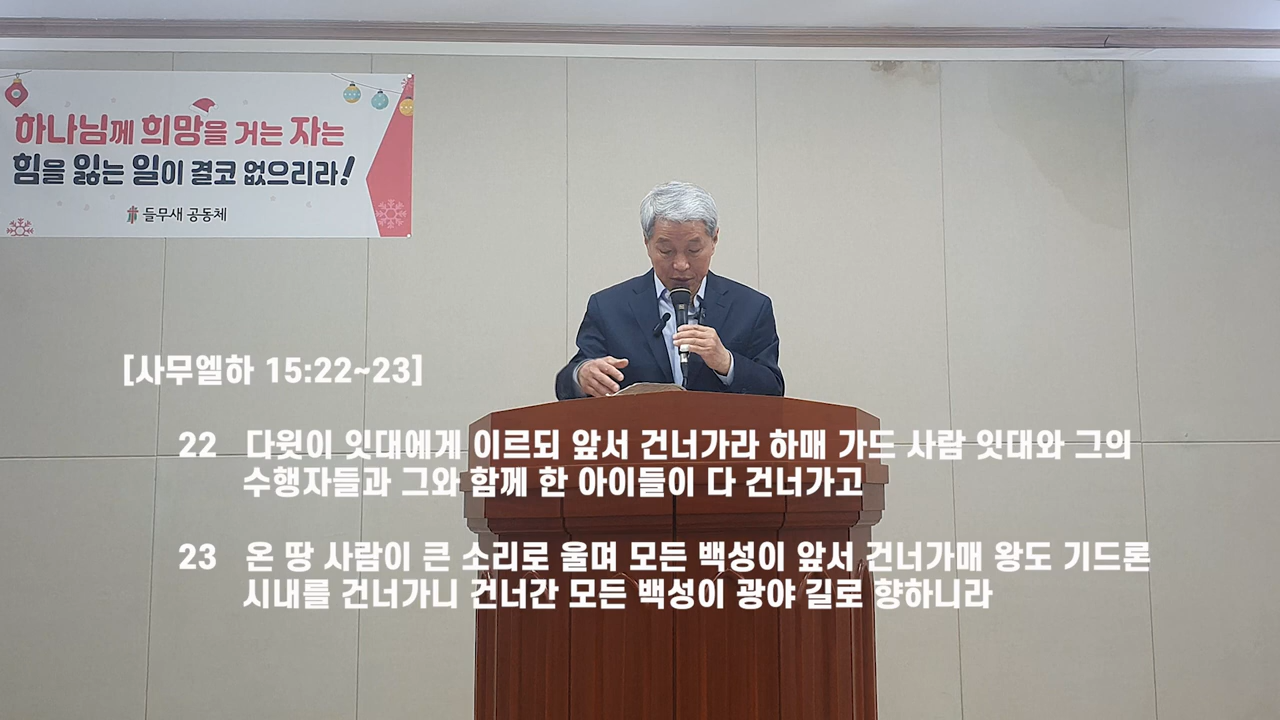 하나님께 희망을 거는 자는
힘을 잃는 일이 결코 없으리라!
들무새 공동체
[사무엘하 15:22~23]
22 다윗이 잇대에게 이르되 앞서 건너가라 하매 가드 사람 잇대와 그의
수행자들과 그와 함께 한 아이들이 다 건너가고
23 온 땅 사람이 큰 소리로 울며 모든 백성이 앞서 건너가매 왕도 기드론
시내를 건너가니 건너간 모든 백성이 광야 길로 향하니라